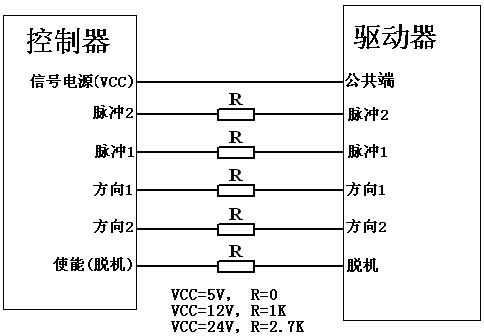 控制器
驱动器
信号电源(VCC)
公共端
脉冲2
R
脉冲2
脉冲1
R
脉冲1
方向1
R
方向1
方向2
R
方向2
使能(脱机)
R
脱机
VCC=5V, R=0
VCC=12V, R=1K
VCC=24V, R=2.7K